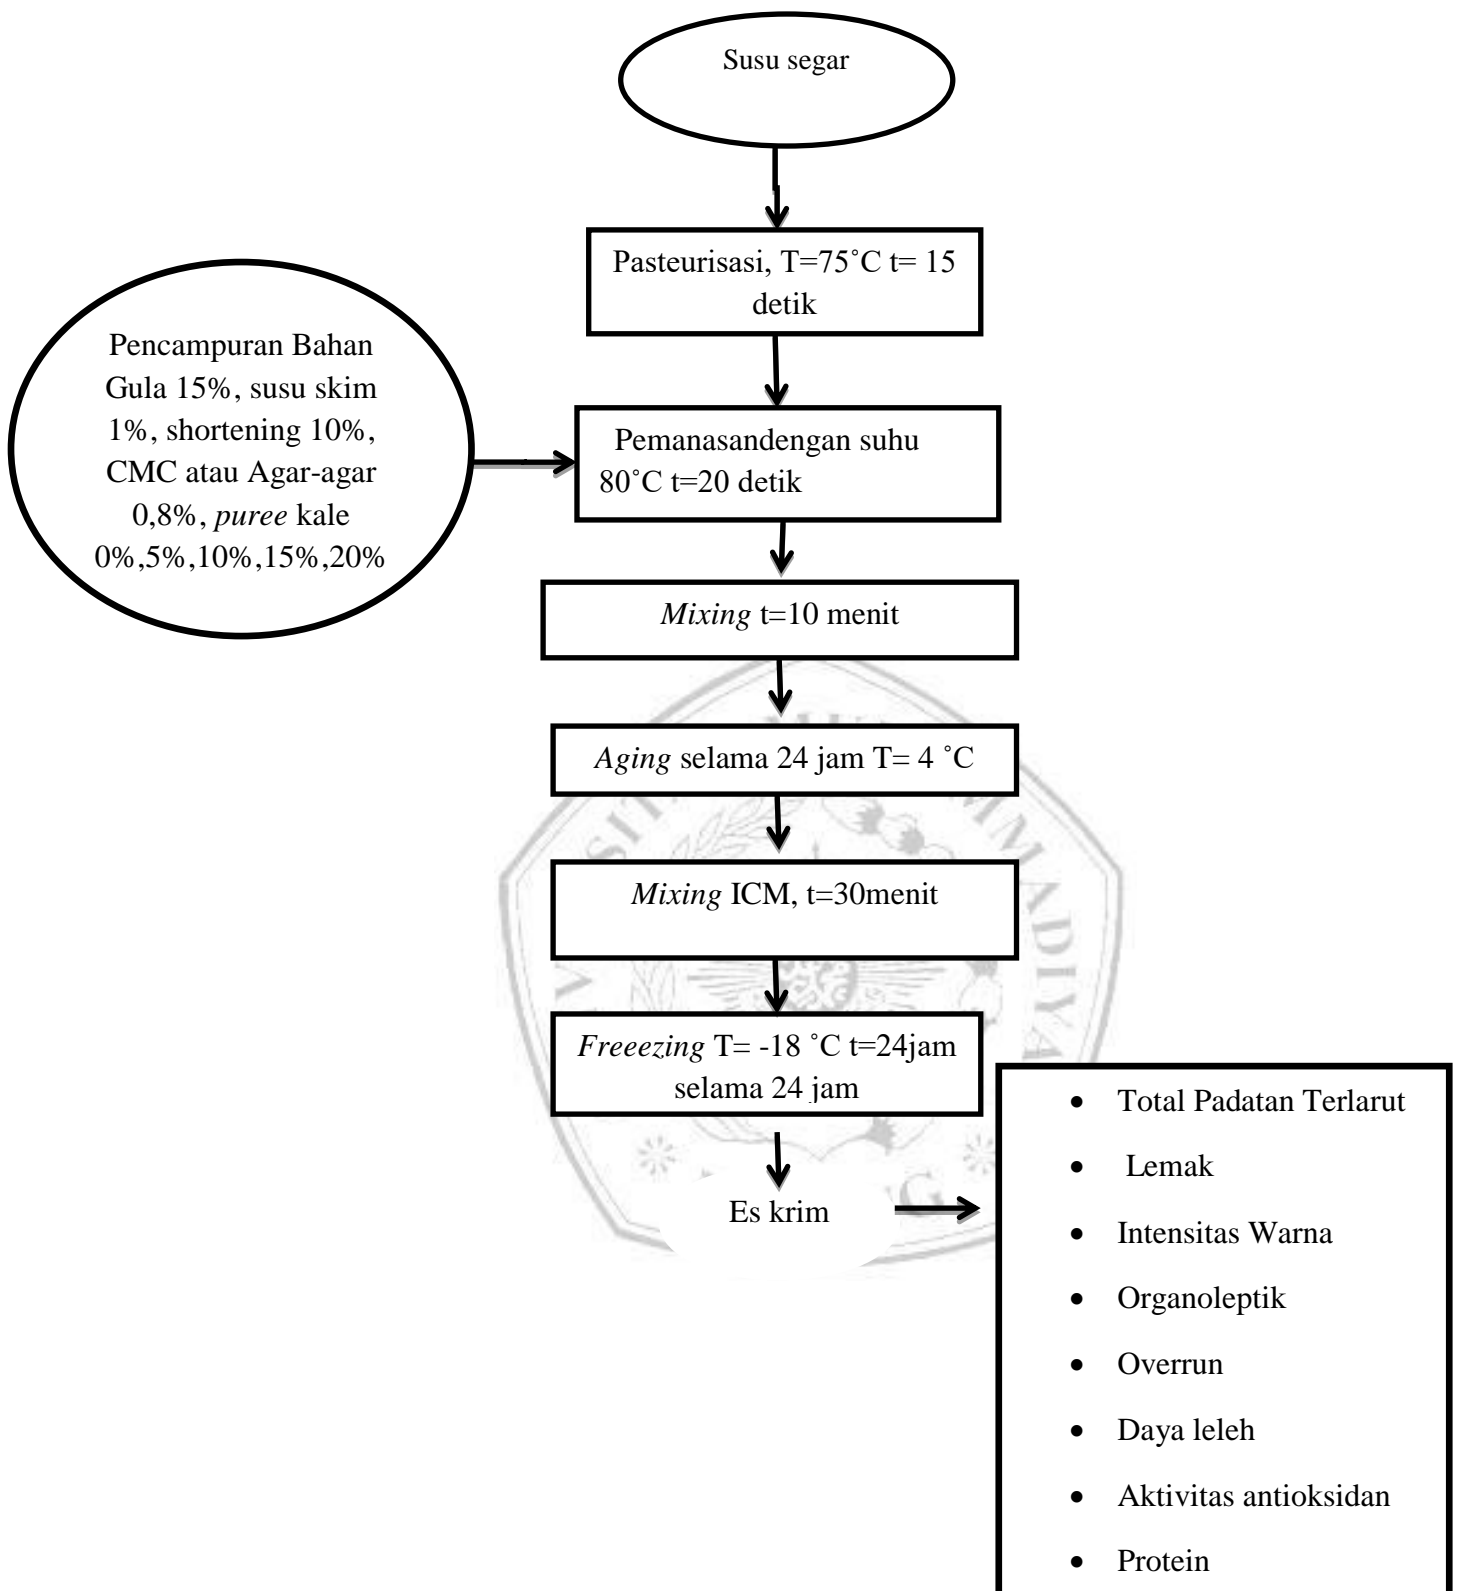 Susu segar
Pasteurisasi, T=75˚C t= 15
detik
Pencampuran Bahan
Gula 15%, susu skim
1%, shortening 10%,
CMC atau Agar-agar
0,8%, puree kale
0%,5%,10%,15%,20%
Pemanasandengan suhu
80˚C t=20 detik
Mixing t=10 menit
Aging selama 24 jam T= 4 ˚C
Mixing ICM, t=30menit
Freeezing T= -18 ˚C t=24jam
selama 24 jam
Es krim
• Total Padatan Terlarut
• Lemak
• Intensitas Warna
• Organoleptik
• Overrun
• Daya leleh
• Aktivitas antioksidan
• Protein